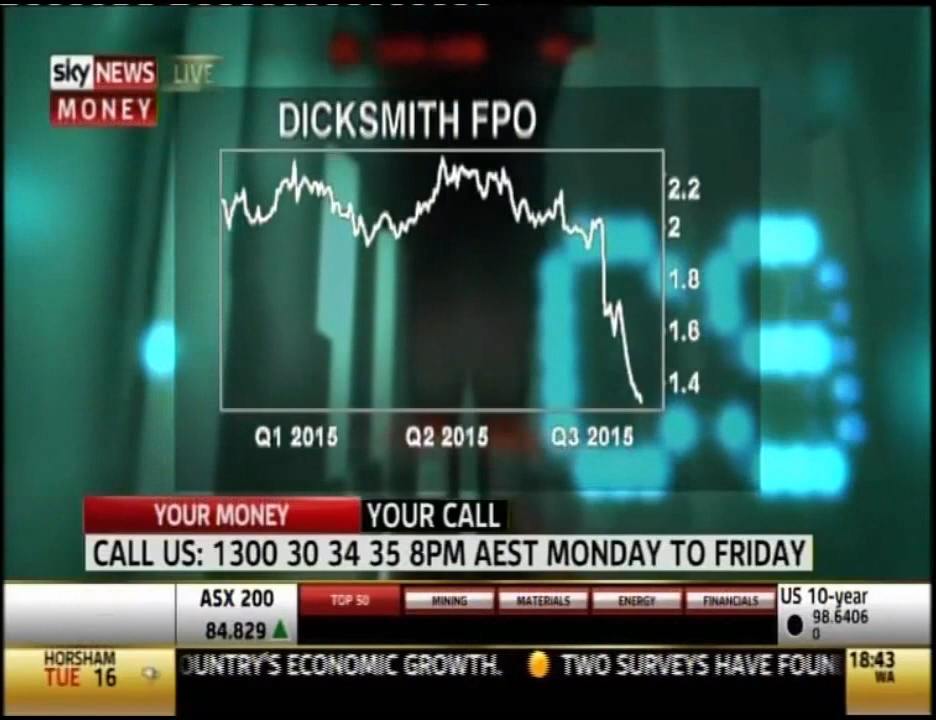 sky NEWS LIVE
MONEY
DICKSMITH FPO
2.2
2
1.8
1.6
1.4
Q1 2015 Q2 2015 Q3 2015
YOUR MONEY YOUR CALL
CALL US: 1300 30 34 35 8PM AEST MONDAY TO FRIDAY
ASX 200 TOP 50 MINING MATERIALS ENERGY FINANCIALS US 10-year
84.829 98.6406
0
HORSHAM
TUE 16
OUNTRY'S ECONOMIC GROWTH. TWO SURVEYS HAVE FOUN
18:43
WA